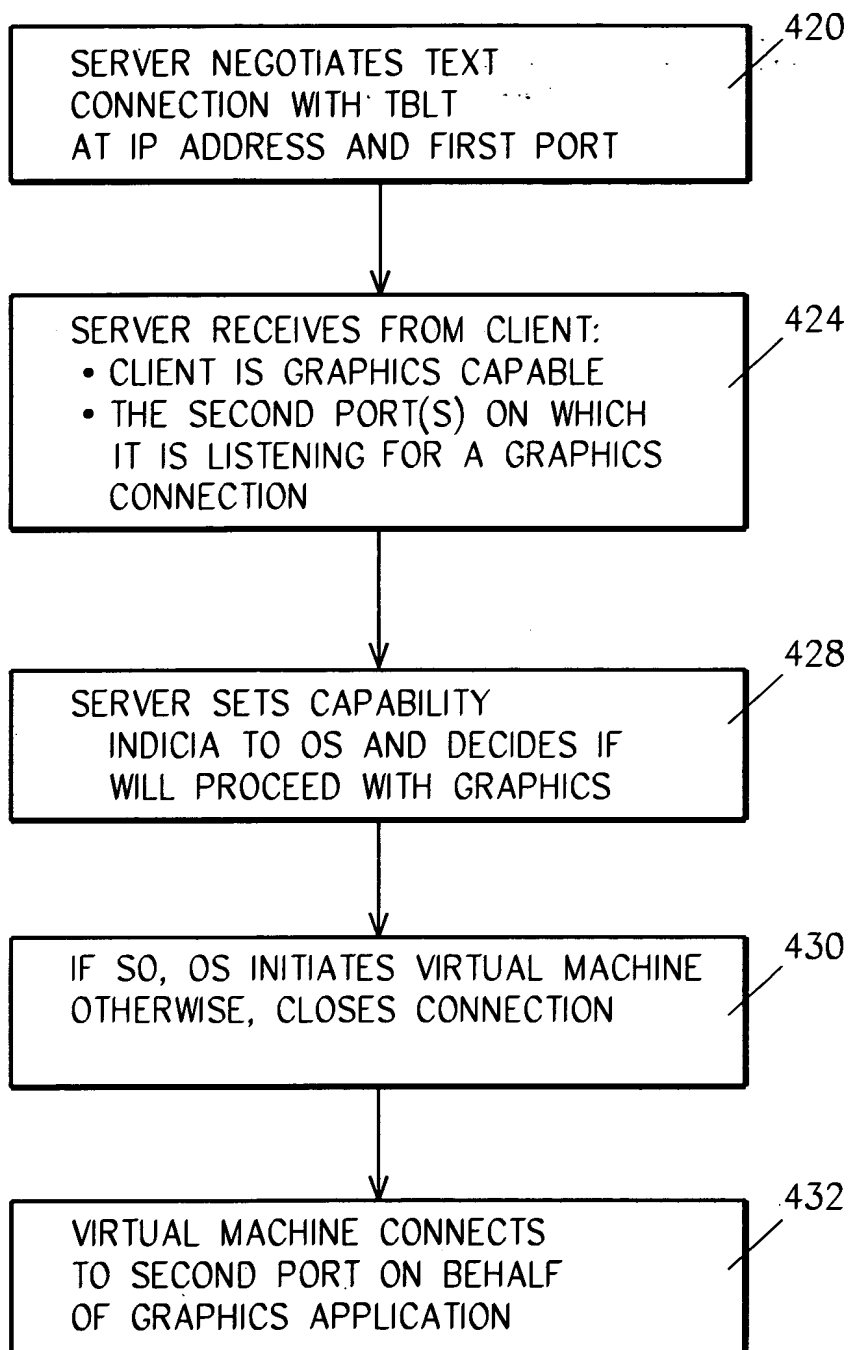 420
SERVER NEGOTIATES TEXT
CONNECTION WITH TBLT
AT IP ADDRESS AND FIRST PORT
424
SERVER RECEIVES FROM CLIENT:
• CLIENT IS GRAPHICS CAPABLE
• THE SECOND PORT(S) ON WHICH
IT IS LISTENING FOR A GRAPHICS
CONNECTION
428
SERVER SETS CAPABILITY
INDICIA TO OS AND DECIDES IF
WILL PROCEED WITH GRAPHICS
430
IF SO, OS INITIATES VIRTUAL MACHINE
OTHERWISE, CLOSES CONNECTION
432
VIRTUAL MACHINE CONNECTS
TO SECOND PORT ON BEHALF
OF GRAPHICS APPLICATION